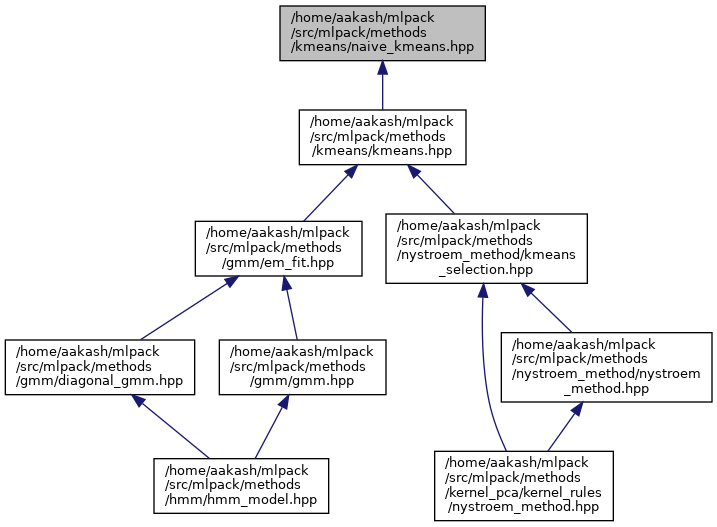 /home/aakash/mlpack
/src/mlpack/methods
/kmeans/naive_kmeans.hpp
/home/aakash/mlpack
/src/mlpack/methods
/kmeans/kmeans.hpp
/home/aakash/mlpack
/src/mlpack/methods
/gmm/em_fit.hpp
/home/aakash/mlpack
/src/mlpack/methods
/nystroem_method/kmeans
_selection.hpp
/home/aakash/mlpack
/src/mlpack/methods
/gmm/diagonal_gmm.hpp
/home/aakash/mlpack
/src/mlpack/methods
/gmm/gmm.hpp
/home/aakash/mlpack
/src/mlpack/methods
/nystroem_method/nystroem
_method.hpp
/home/aakash/mlpack
/src/mlpack/methods
/hmm/hmm_model.hpp
/home/aakash/mlpack
/src/mlpack/methods
/kernel_pca/kernel_rules
/nystroem_method.hpp